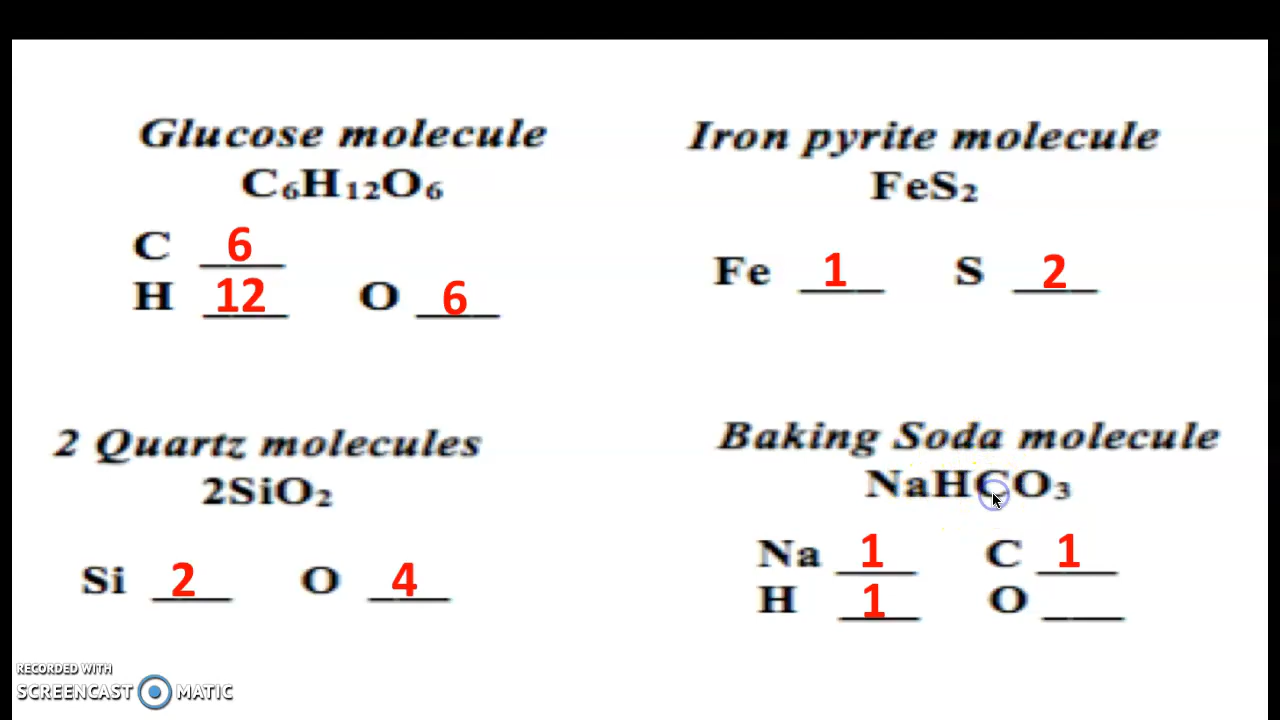 Glucose molecule
C₆H₁₂O₆
C 6
H 12 O 6
Iron pyrite molecule
FeS₂
Fe 1 S 2
2 Quartz molecules
2SiO₂
Si 2 O 4
Baking Soda molecule
NaHCO₃
Na 1 C 1
H 1 O ____
RECORDED WITH
SCREENCAST MATIC